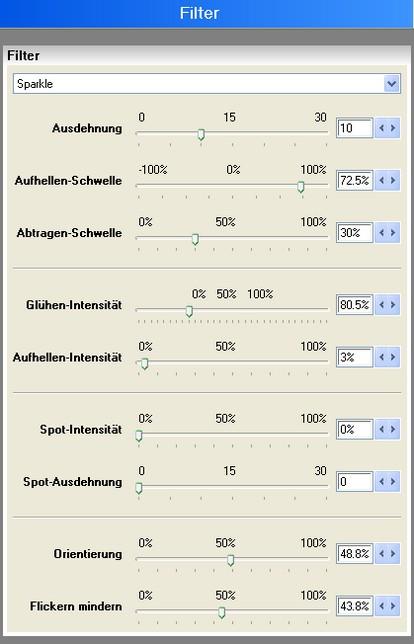 Filter
Filter
Sparkle
0 15 30
Ausdehnung 10
-100% 0% 100%
Aufhellen-Schwelle 72.5%
0% 50% 100%
Abtragen-Schwelle 30%
0% 50% 100%
Glühen-Intensität 80.5%
0% 50% 100%
Aufhellen-Intensität 3%
0% 50% 100%
Spot-Intensität 0%
0 15 30
Spot-Ausdehnung 0
0% 50% 100%
Orientierung 48.8%
0% 50% 100%
Flickern mindern 43.8%